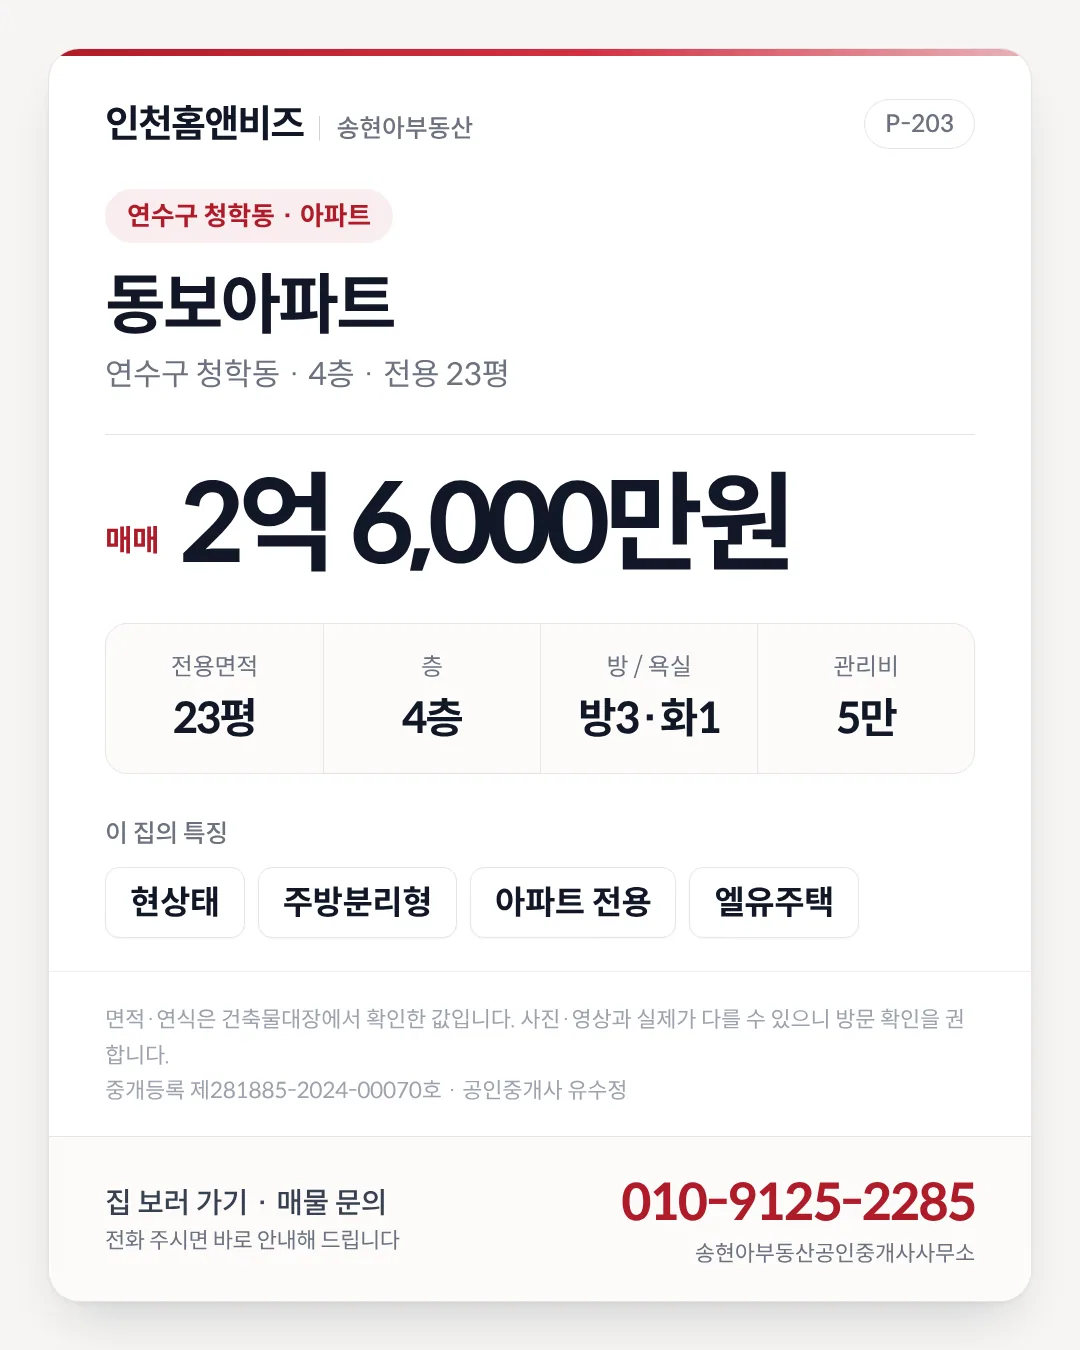 인천홈앤비즈 송현아부동산 P-203
연수구 청학동 · 아파트
동보아파트
연수구 청학동 · 4층 · 전용 23평
매매 2억 6,000만원
전용면적 층 방 / 욕실 관리비
23평 4층 방3·화1 5만
이 집의 특징
현상태 주방분리형 아파트 전용 엘유주택
면적·연식은 건축물대장에서 확인한 값입니다. 사진·영상과 실제가 다를 수 있으니 방문 확인을 권
합니다.
중개등록 제281885-2024-00070호 · 공인중개사 유수정
집 보러 가기 · 매물 문의 010-9125-2285
전화 주시면 바로 안내해 드립니다 송현아부동산공인중개사사무소